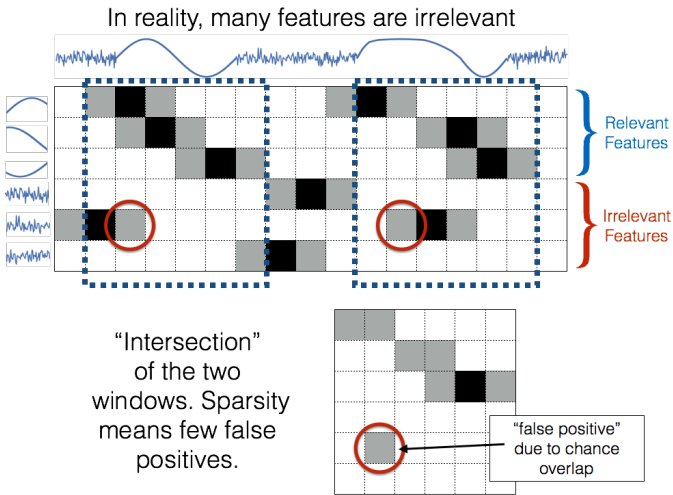 In reality, many features are irrelevant
Relevant
Features
Irrelevant
Features
“Intersection”
of the two
windows. Sparsity
means few false
positives.
“false positive”
due to chance
overlap